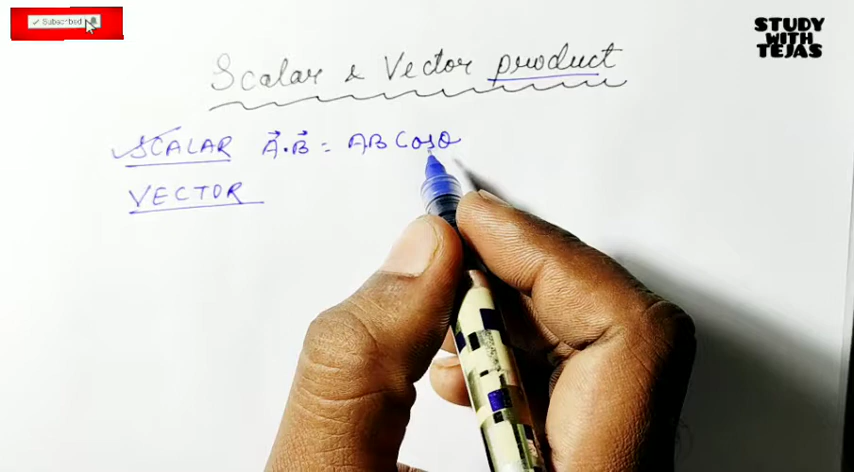 ✓ Subscribed
STUDY
WITH
TEJAS
Scalar & Vector product
SCALAR A⃗.B⃗ = AB Cosθ
VECTOR